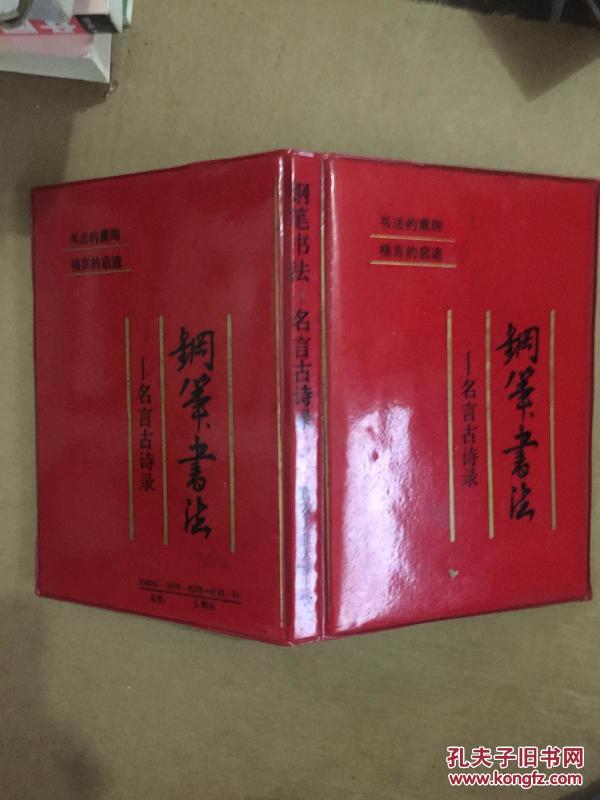 书法的熏陶
格言的启迪
鋼筆書法
—名言古诗录
定价:
钢笔书法—名言古诗录
书法的熏陶
格言的启迪
鋼筆書法
—名言古诗录
孔夫子旧书网
www.kongfz.com